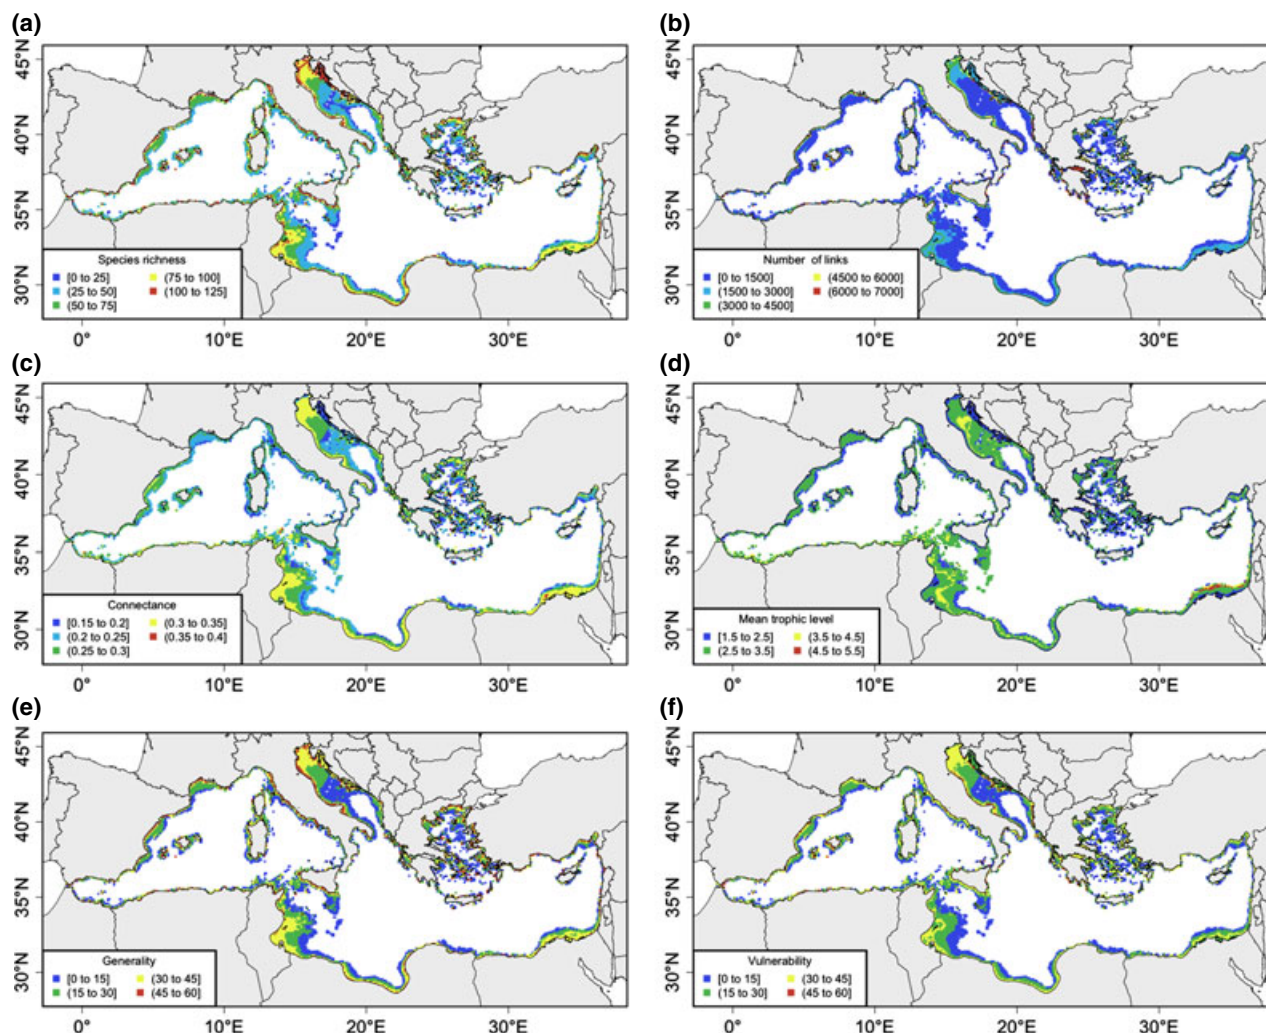 (a)
45°N
40°N
35°N
30°N
Species richness
[0 to 25]
(75 to 100]
(25 to 50]
(100 to 125]
(50 to 75]
0°
10°E
20°E
30°E
(b)
45°N
40°N
35°N
30°N
Number of links
[0 to 1500]
(4500 to 6000]
(1500 to 3000]
(6000 to 7000]
(3000 to 4500]
0°
10°E
20°E
30°E
(c)
45°N
40°N
35°N
30°N
Connectance
[0.15 to 0.2]
(0.3 to 0.35]
(0.2 to 0.25]
(0.35 to 0.4]
(0.25 to 0.3]
0°
10°E
20°E
30°E
(d)
45°N
40°N
35°N
30°N
Mean trophic level
[1.5 to 2.5]
(3.5 to 4.5]
(2.5 to 3.5]
(4.5 to 5.5]
0°
10°E
20°E
30°E
(e)
45°N
40°N
35°N
30°N
Generality
[0 to 15]
(30 to 45]
(15 to 30]
(45 to 60]
0°
10°E
20°E
30°E
(f)
45°N
40°N
35°N
30°N
Vulnerability
[0 to 15]
(30 to 45]
(15 to 30]
(45 to 60]
0°
10°E
20°E
30°E